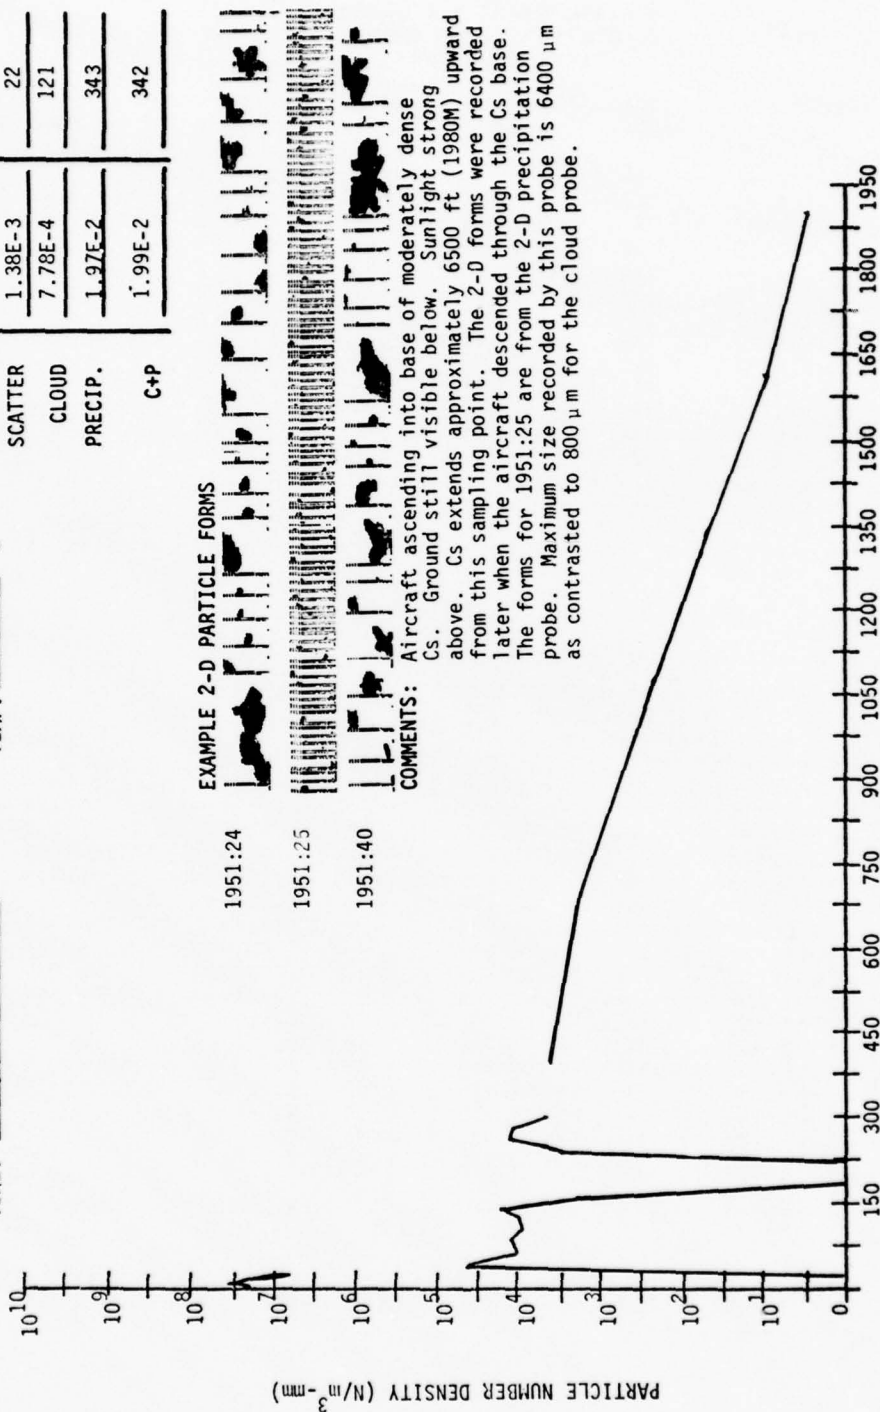 SCATTER 1.38E-3 22
CLOUD 7.78E-4 121
PRECIP. 1.97E-2 343
C+P 1.99E-2 342
EXAMPLE 2-D PARTICLE FORMS
1951:24
1951:25
1951:40
COMMENTS: Aircraft ascending into base of moderately dense
Cs. Ground still visible below. Sunlight strong
above. Cs extends approximately 6500 ft (1980M) upward
from this sampling point. The 2-D forms were recorded
later when the aircraft descended through the Cs base.
The forms for 1951:25 are from the 2-D precipitation
probe. Maximum size recorded by this probe is 6400 μm
as contrasted to 800 μm for the cloud probe.
PARTICLE NUMBER DENSITY (N/m³-mm)
10¹⁰
10⁹
10⁸
10⁷
10⁶
10⁵
10⁴
10³
10²
10¹
0
150 300 450 600 750 900 1050 1200 1350 1500 1650 1800 1950